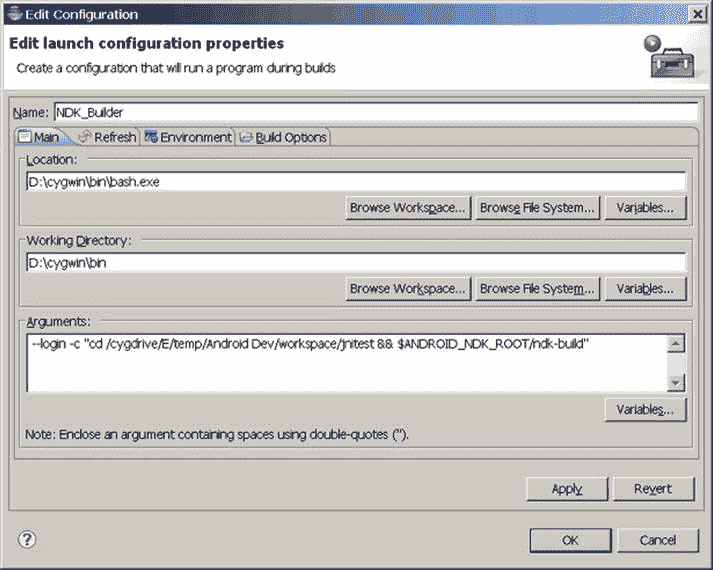 Edit Configuration
Edit launch configuration properties
Create a configuration that will run a program during builds
Name: NDK_Builder
Main Refresh Environment Build Options
Location:
D:\cygwin\bin\bash.exe
Browse Workspace... Browse File System... Variables...
Working Directory:
D:\cygwin\bin
Browse Workspace... Browse File System... Variables...
Arguments:
--login -c "cd /cygdrive/E/temp/Android Dev/workspace/jnitest && $ANDROID_NDK_ROOT/ndk-build"
Variables...
Note: Enclose an argument containing spaces using double-quotes (").
Apply Revert
? OK Cancel